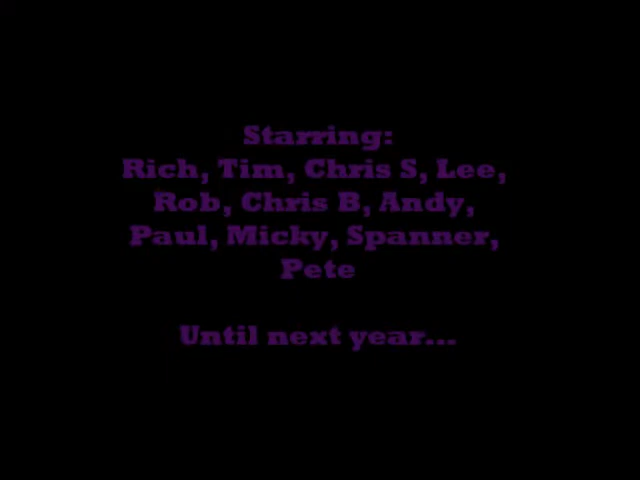 Starring:
Rich, Tim, Chris S, Lee,
Rob, Chris B, Andy,
Paul, Micky, Spanner,
Pete
Until next year...